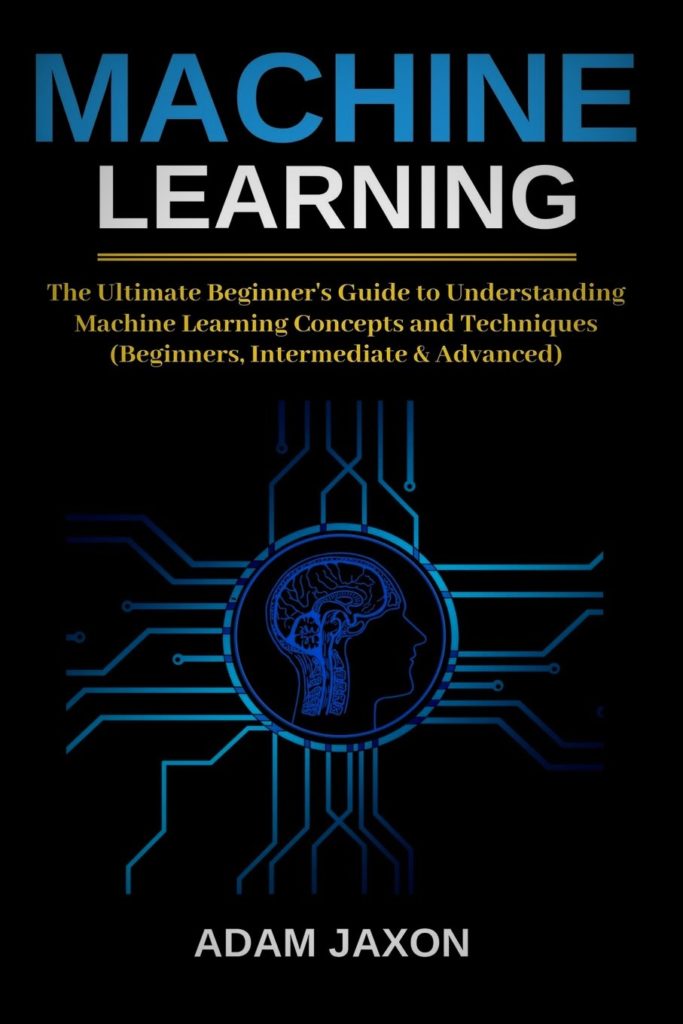 MACHINE
LEARNING
The Ultimate Beginner's Guide to Understanding
Machine Learning Concepts and Techniques
(Beginners, Intermediate & Advanced)
ADAM JAXON